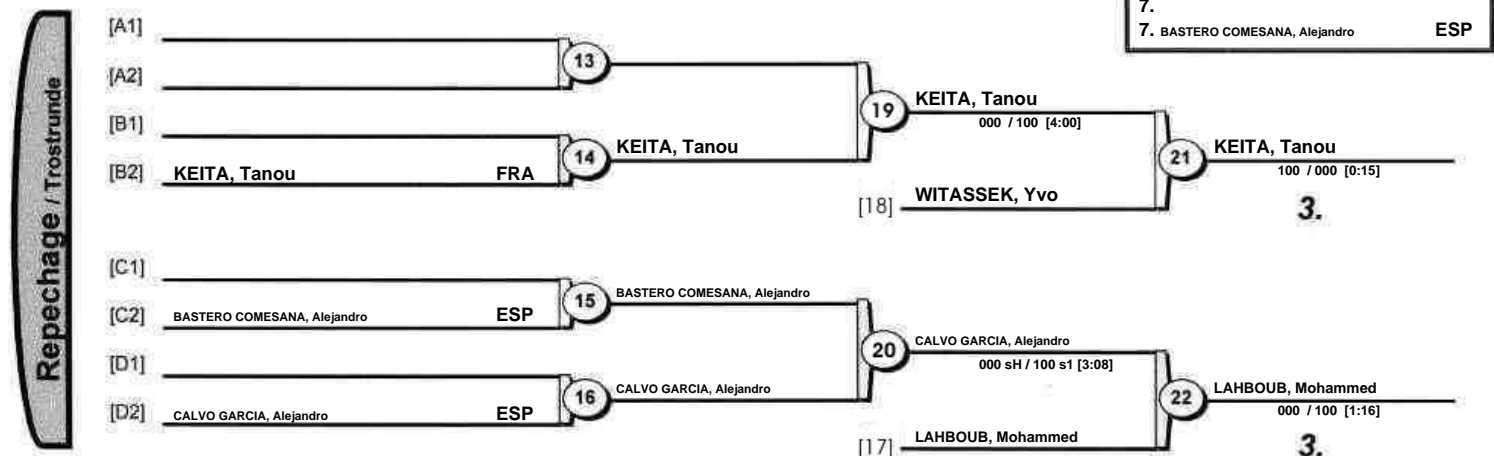 7.
7. BASTERO COMESANA, Alejandro ESP
Repechage / Trostrunde
[A1]
[A2]
13
[B1]
[B2] KEITA, Tanou FRA
14 KEITA, Tanou
19 KEITA, Tanou
000 / 100 [4:00]
[18] WITASSEK, Yvo
21 KEITA, Tanou
100 / 000 [0:15]
3.
[C1]
[C2] BASTERO COMESANA, Alejandro ESP
15 BASTERO COMESANA, Alejandro
[D1]
[D2] CALVO GARCIA, Alejandro ESP
16 CALVO GARCIA, Alejandro
20 CALVO GARCIA, Alejandro
000 sH / 100 s1 [3:08]
[17] LAHBOUB, Mohammed
22 LAHBOUB, Mohammed
000 / 100 [1:16]
3.